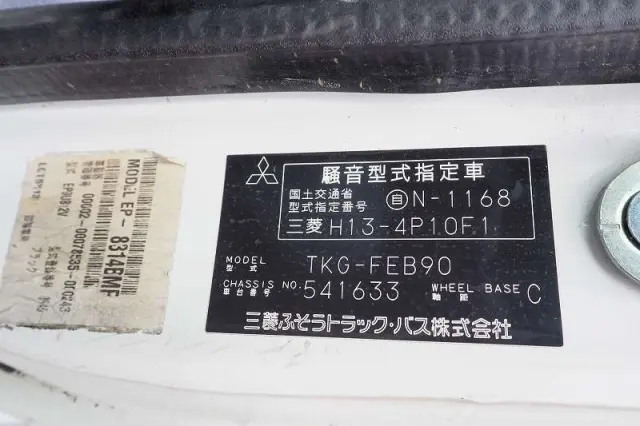 騒音型式指定車
国土交通省
型式指定番号 自 N-1168
三菱 H13-4P10F1
MODEL
型式 TKG-FEB90
CHASSIS NO.
車台番号 541633
WHEEL BASE
軸距 C
三菱ふそうトラック・バス株式会社
MODEL EP-
8314BMF